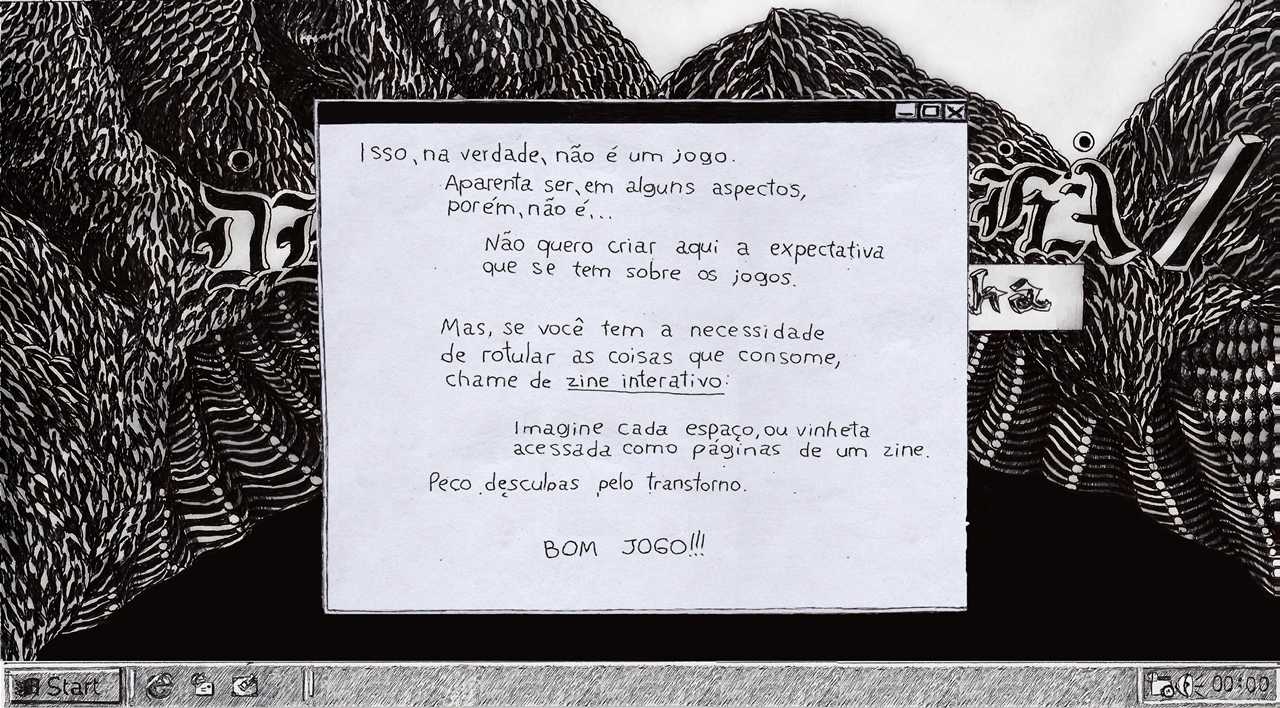 Isso, na verdade, não é um jogo.
Aparenta ser, em alguns aspectos,
porém, não é...
Não quero criar aqui a expectativa
que se tem sobre os jogos.
Mas, se você tem a necessidade
de rotular as coisas que consome,
chame de zine interativo:
Imagine cada espaço, ou vinheta
acessada como páginas de um zine.
Peço desculpas pelo transtorno.
BOM JOGO!!!
Start
00:00